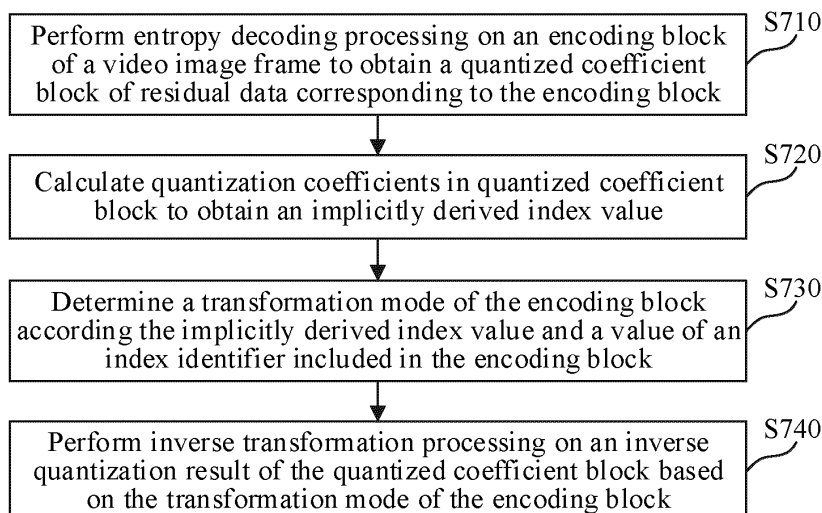 Perform entropy decoding processing on an encoding block
of a video image frame to obtain a quantized coefficient
block of residual data corresponding to the encoding block
S710
Calculate quantization coefficients in quantized coefficient
block to obtain an implicitly derived index value
S720
Determine a transformation mode of the encoding block
according the implicitly derived index value and a value of an
index identifier included in the encoding block
S730
Perform inverse transformation processing on an inverse
quantization result of the quantized coefficient block based
on the transformation mode of the encoding block
S740